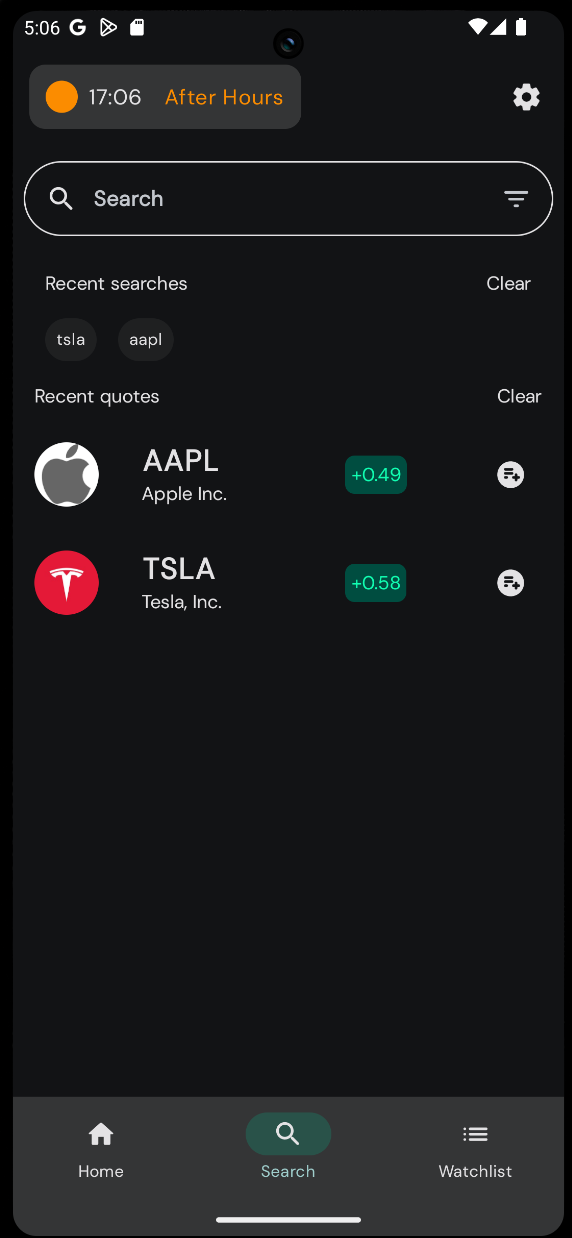 5:06
17:06 After Hours
Search
Recent searches Clear
tsla aapl
Recent quotes Clear
AAPL
Apple Inc.
+0.49
TSLA
Tesla, Inc.
+0.58
Home Search Watchlist